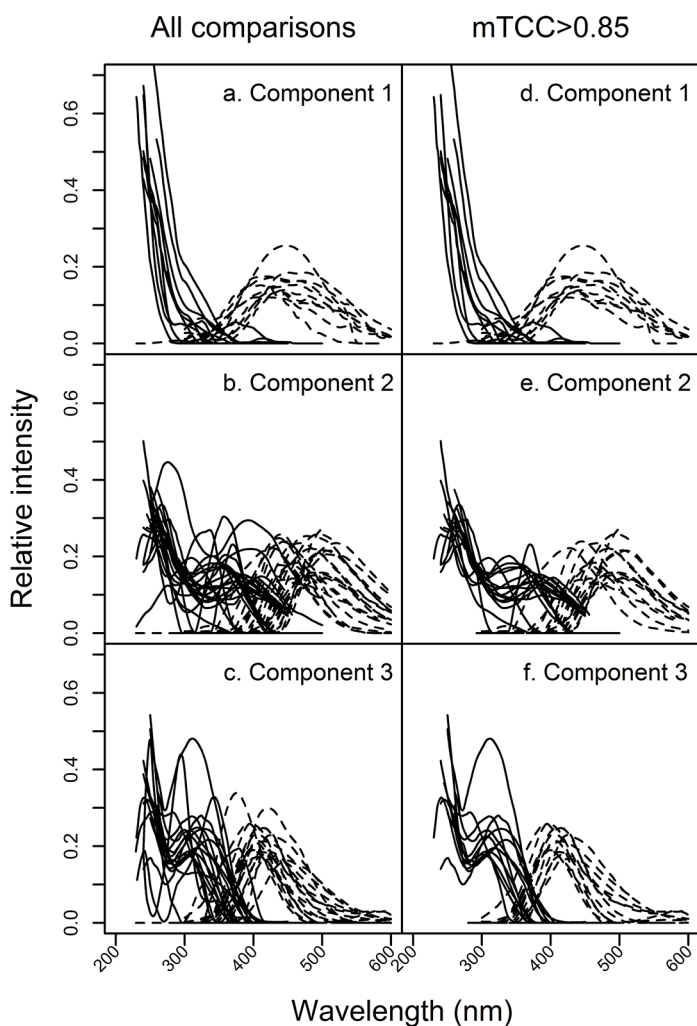 All comparisons
mTCC>0.85
a. Component 1
d. Component 1
0.0 0.2 0.4 0.6
b. Component 2
e. Component 2
0.0 0.2 0.4 0.6
c. Component 3
f. Component 3
0.0 0.2 0.4 0.6
Relative intensity
200 300 400 500 600
200 300 400 500 600
Wavelength (nm)